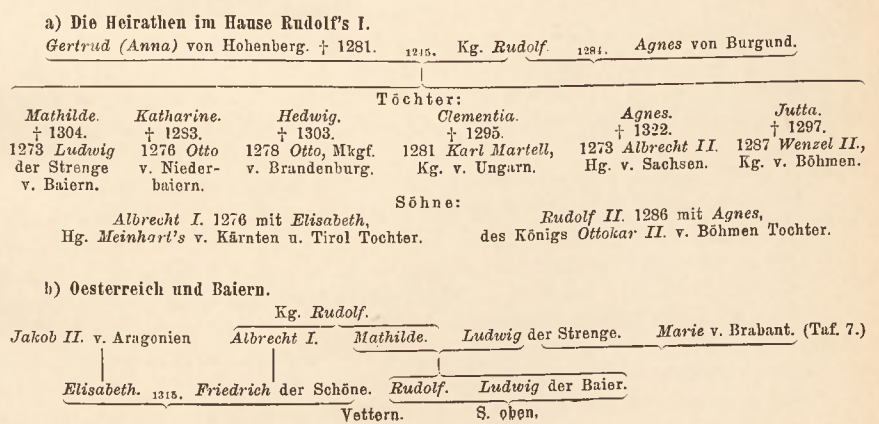 a) Die Heirathen im Hause Rudolf's I.
Gertrud (Anna) von Hohenberg. † 1281. 1245. Kg. Rudolf. 1284. Agnes von Burgund.
Töchter:
Mathilde. Katharine. Hedwig. Clementia. Agnes. Jutta.
† 1304. † 1283. † 1303. † 1295. † 1322. † 1297.
1273 Ludwig 1276 Otto 1278 Otto, Mkgf. 1281 Karl Martell, 1273 Albrecht II. 1287 Wenzel II.,
der Strenge v. Nieder- v. Brandenburg. Kg. v. Ungarn. Hg. v. Sachsen. Kg. v. Böhmen.
v. Baiern. baiern.
Söhne:
Albrecht I. 1276 mit Elisabeth, Rudolf II. 1286 mit Agnes,
Hg. Meinhart's v. Kärnten u. Tirol Tochter. des Königs Ottokar II. v. Böhmen Tochter.
b) Oesterreich und Baiern.
Kg. Rudolf.
Jakob II. v. Aragonien Albrecht I. Mathilde. Ludwig der Strenge. Marie v. Brabant. (Taf. 7.)
Elisabeth. 1315. Friedrich der Schöne. Rudolf. Ludwig der Baier.
Vettern. S. oben.